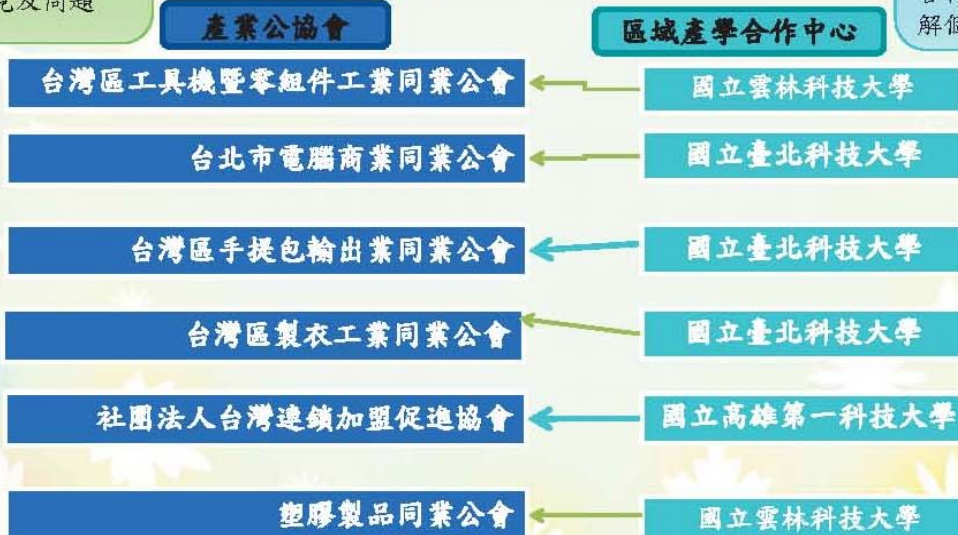 及問題
產業公協會
區域產學合作中心
解個
台灣區工具機暨零組件工業同業公會
國立雲林科技大學
台北市電腦商業同業公會
國立臺北科技大學
台灣區手提包輸出業同業公會
國立臺北科技大學
台灣區製衣工業同業公會
國立臺北科技大學
社團法人台灣連鎖加盟促進協會
國立高雄第一科技大學
塑膠製品同業公會
國立雲林科技大學